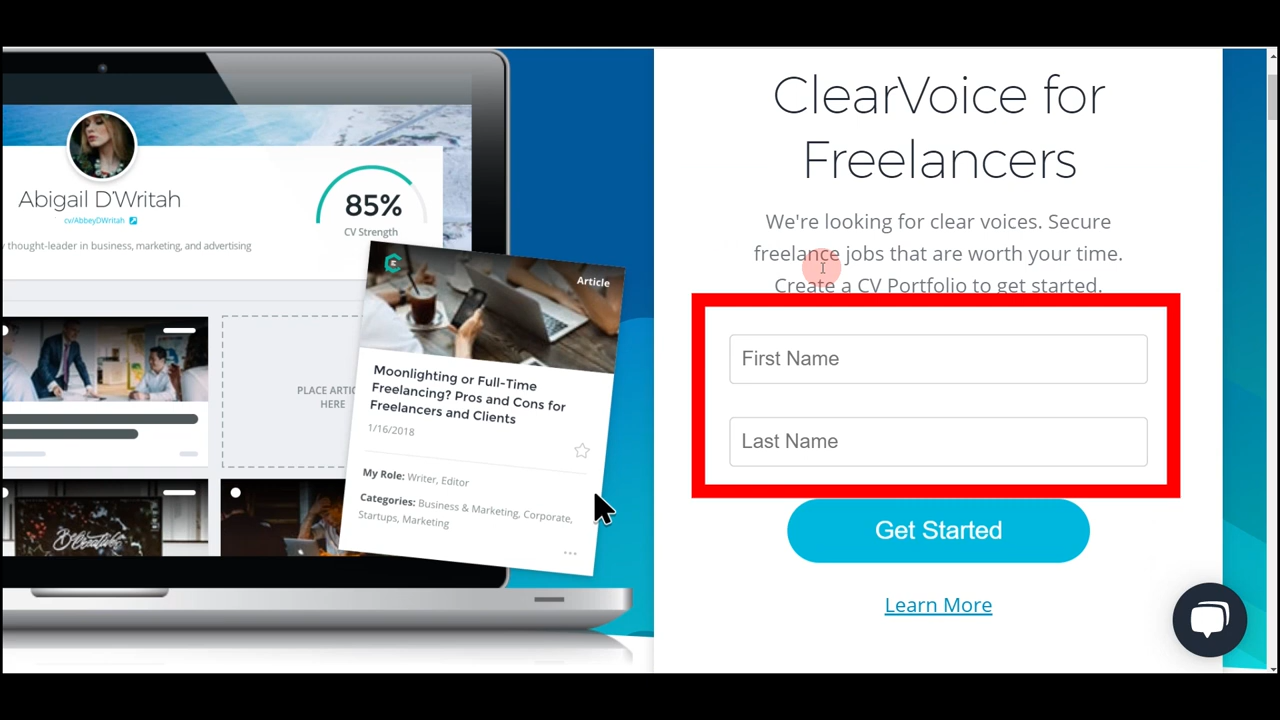 Abigail D'Writah
cv/AbbeyDWritah
thought-leader in business, marketing, and advertising
85%
CV Strength
PLACE
HERE
Article
Moonlighting or Full-Time
Freelancing? Pros and Cons for
Freelancers and Clients
1/16/2018
My Role: Writer, Editor
Categories: Business & Marketing, Corporate,
Startups, Marketing
ClearVoice for
Freelancers
We're looking for clear voices. Secure
freelance jobs that are worth your time.
Create a CV Portfolio to get started.
First Name
Last Name
Get Started
Learn More